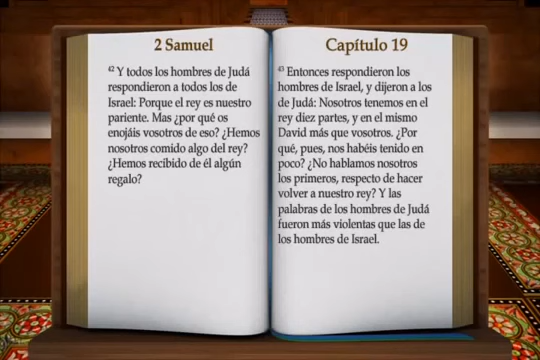 2 Samuel
⁴² Y todos los hombres de Judá
respondieron a todos los de
Israel: Porque el rey es nuestro
pariente. Mas ¿por qué os
enojáis vosotros de eso? ¿Hemos
nosotros comido algo del rey?
¿Hemos recibido de él algún
regalo?
Capítulo 19
⁴³ Entonces respondieron los
hombres de Israel, y dijeron a los
de Judá: Nosotros tenemos en el
rey diez partes, y en el mismo
David más que vosotros. ¿Por
qué, pues, nos habéis tenido en
poco? ¿No hablamos nosotros
los primeros, respecto de hacer
volver a nuestro rey? Y las
palabras de los hombres de Judá
fueron más violentas que las de
los hombres de Israel.